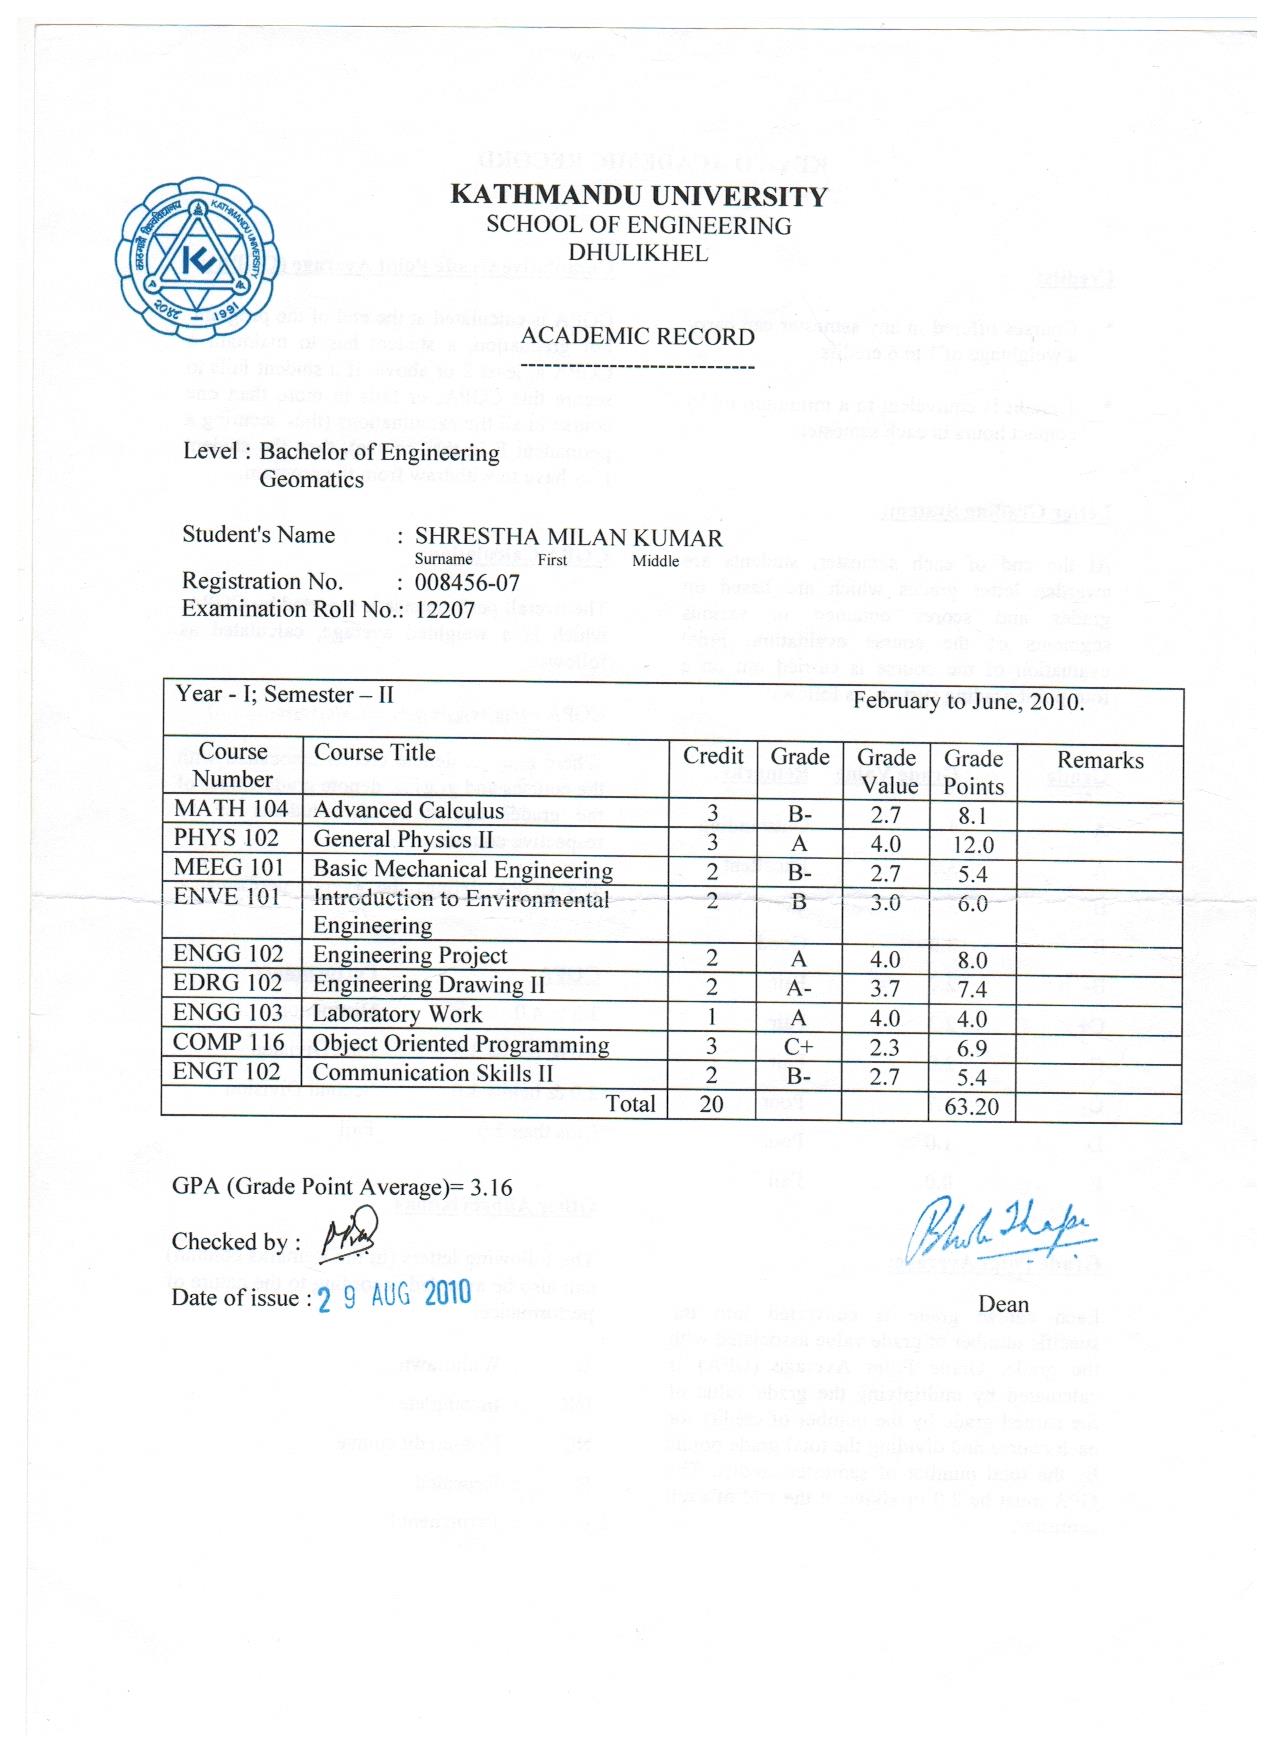 KATHMANDU UNIVERSITY
SCHOOL OF ENGINEERING
DHULIKHEL
काठमाडौं विश्वविद्यालय KATHMANDU UNIVERSITY
२०४८ – 1991
ACADEMIC RECORD
----------------------------
Level : Bachelor of Engineering
Geomatics
Student's Name : SHRESTHA MILAN KUMAR
Surname First Middle
Registration No. : 008456-07
Examination Roll No.: 12207
Year - I; Semester – II February to June, 2010.
Course Number Course Title Credit Grade Grade Value Grade Points Remarks
MATH 104 Advanced Calculus 3 B- 2.7 8.1
PHYS 102 General Physics II 3 A 4.0 12.0
MEEG 101 Basic Mechanical Engineering 2 B- 2.7 5.4
ENVE 101 Introduction to Environmental Engineering 2 B 3.0 6.0
ENGG 102 Engineering Project 2 A 4.0 8.0
EDRG 102 Engineering Drawing II 2 A- 3.7 7.4
ENGG 103 Laboratory Work 1 A 4.0 4.0
COMP 116 Object Oriented Programming 3 C+ 2.3 6.9
ENGT 102 Communication Skills II 2 B- 2.7 5.4
Total 20 63.20
GPA (Grade Point Average)= 3.16
Checked by :
Date of issue : 29 AUG 2010
Dean